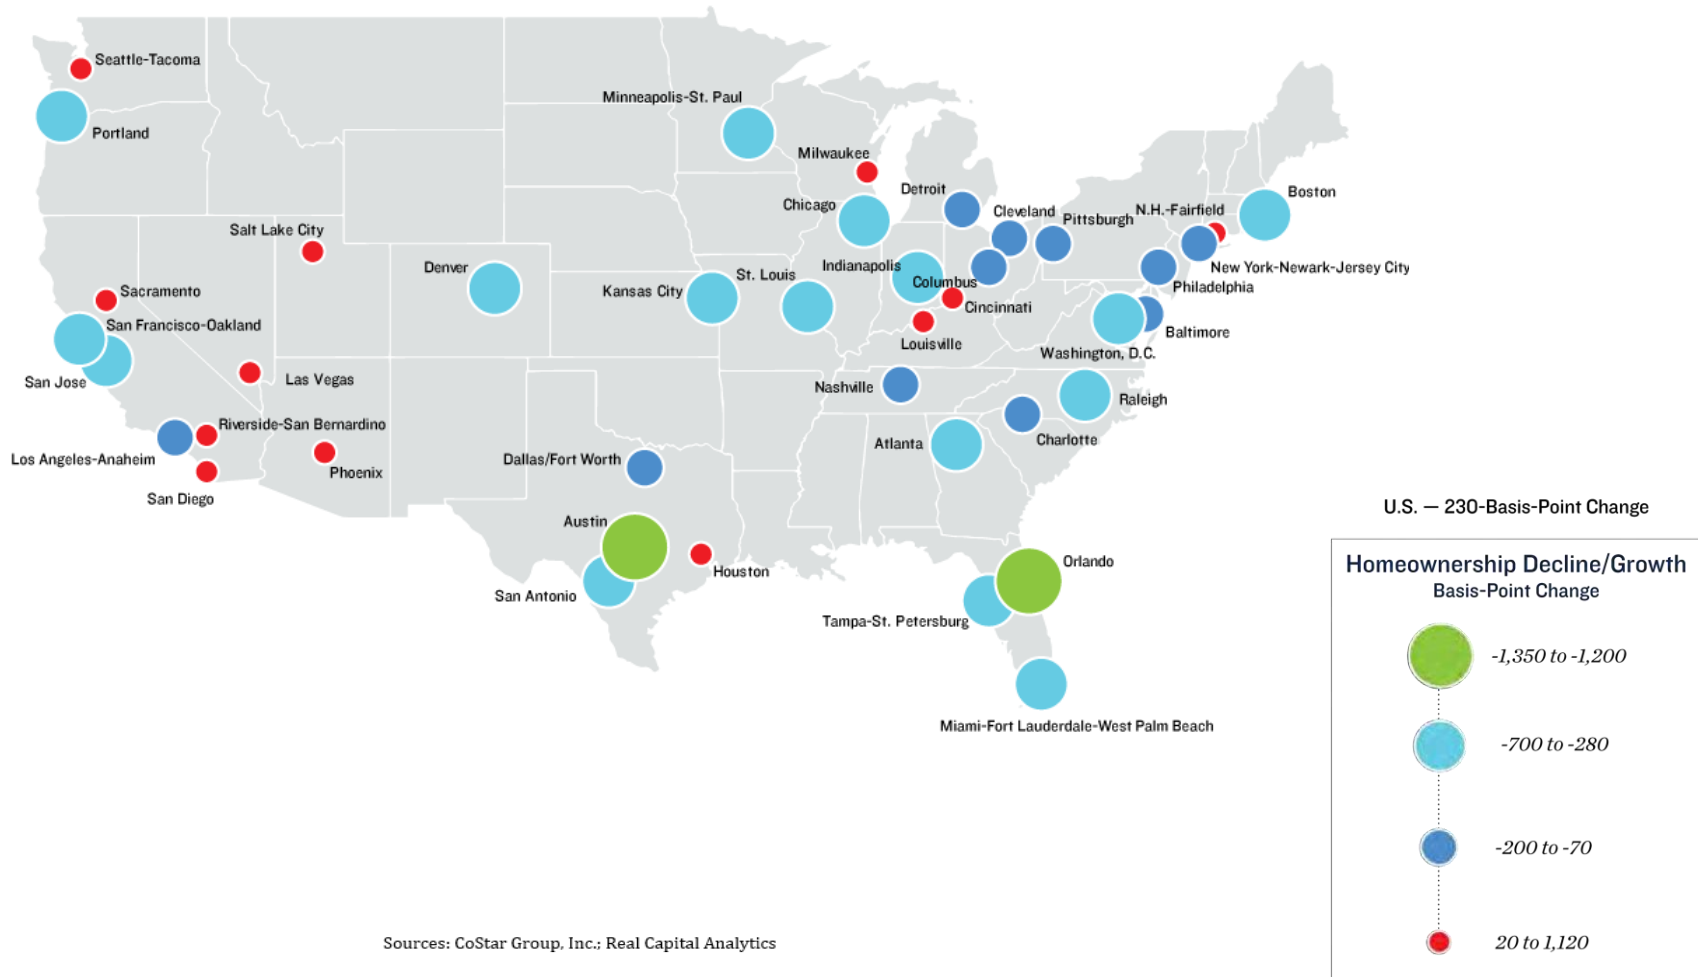 Seattle-Tacoma
Minneapolis-St. Paul
Portland
Milwaukee
Detroit
Boston
Chicago
Cleveland
N.H.-Fairfield
Pittsburgh
Salt Lake City
Denver
Indianapolis
New York-Newark-Jersey City
St. Louis
Columbus
Philadelphia
Sacramento
Kansas City
Cincinnati
San Francisco-Oakland
Baltimore
Louisville
Washington, D.C.
San Jose
Las Vegas
Nashville
Raleigh
Riverside-San Bernardino
Charlotte
Atlanta
Los Angeles-Anaheim
Dallas/Fort Worth
Phoenix
San Diego
U.S. — 230-Basis-Point Change
Austin
Orlando
Houston
San Antonio
Tampa-St. Petersburg
Miami-Fort Lauderdale-West Palm Beach
Homeownership Decline/Growth
Basis-Point Change
-1,350 to -1,200
-700 to -280
-200 to -70
20 to 1,120
Sources: CoStar Group, Inc.; Real Capital Analytics